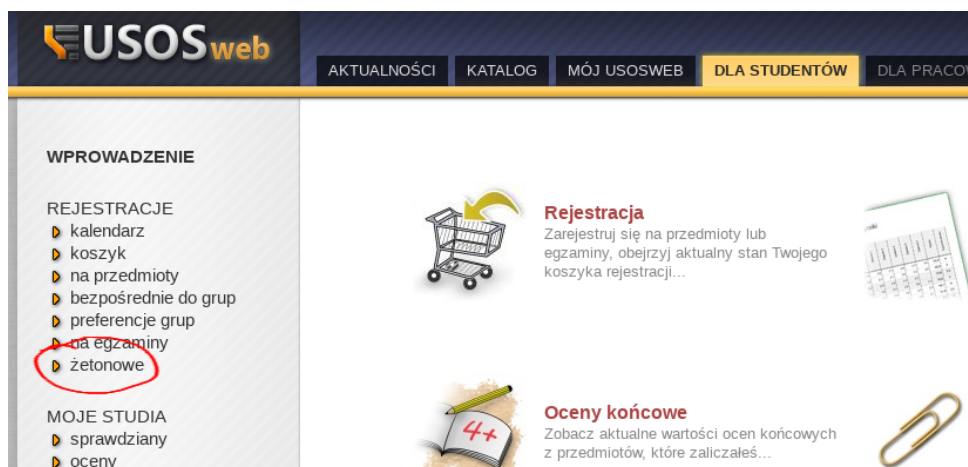 USOSweb
AKTUALNOŚCI KATALOG MÓJ USOSWEB DLA STUDENTÓW DLA
WPROWADZENIE
REJESTRACJE
kalendarz
koszyk
na przedmioty
bezpośrednie do grup
preferencje grup
na egzaminy
żetonowe
MOJE STUDIA
sprawdziany
oceny
Rejestracja
Zarejestruj się na przedmioty lub
egzaminy, obejrzyj aktualny stan Twojego
koszyka rejestracji...
4+
Oceny końcowe
Zobacz aktualne wartości ocen końcowych
z przedmiotów, które zaliczałeś...